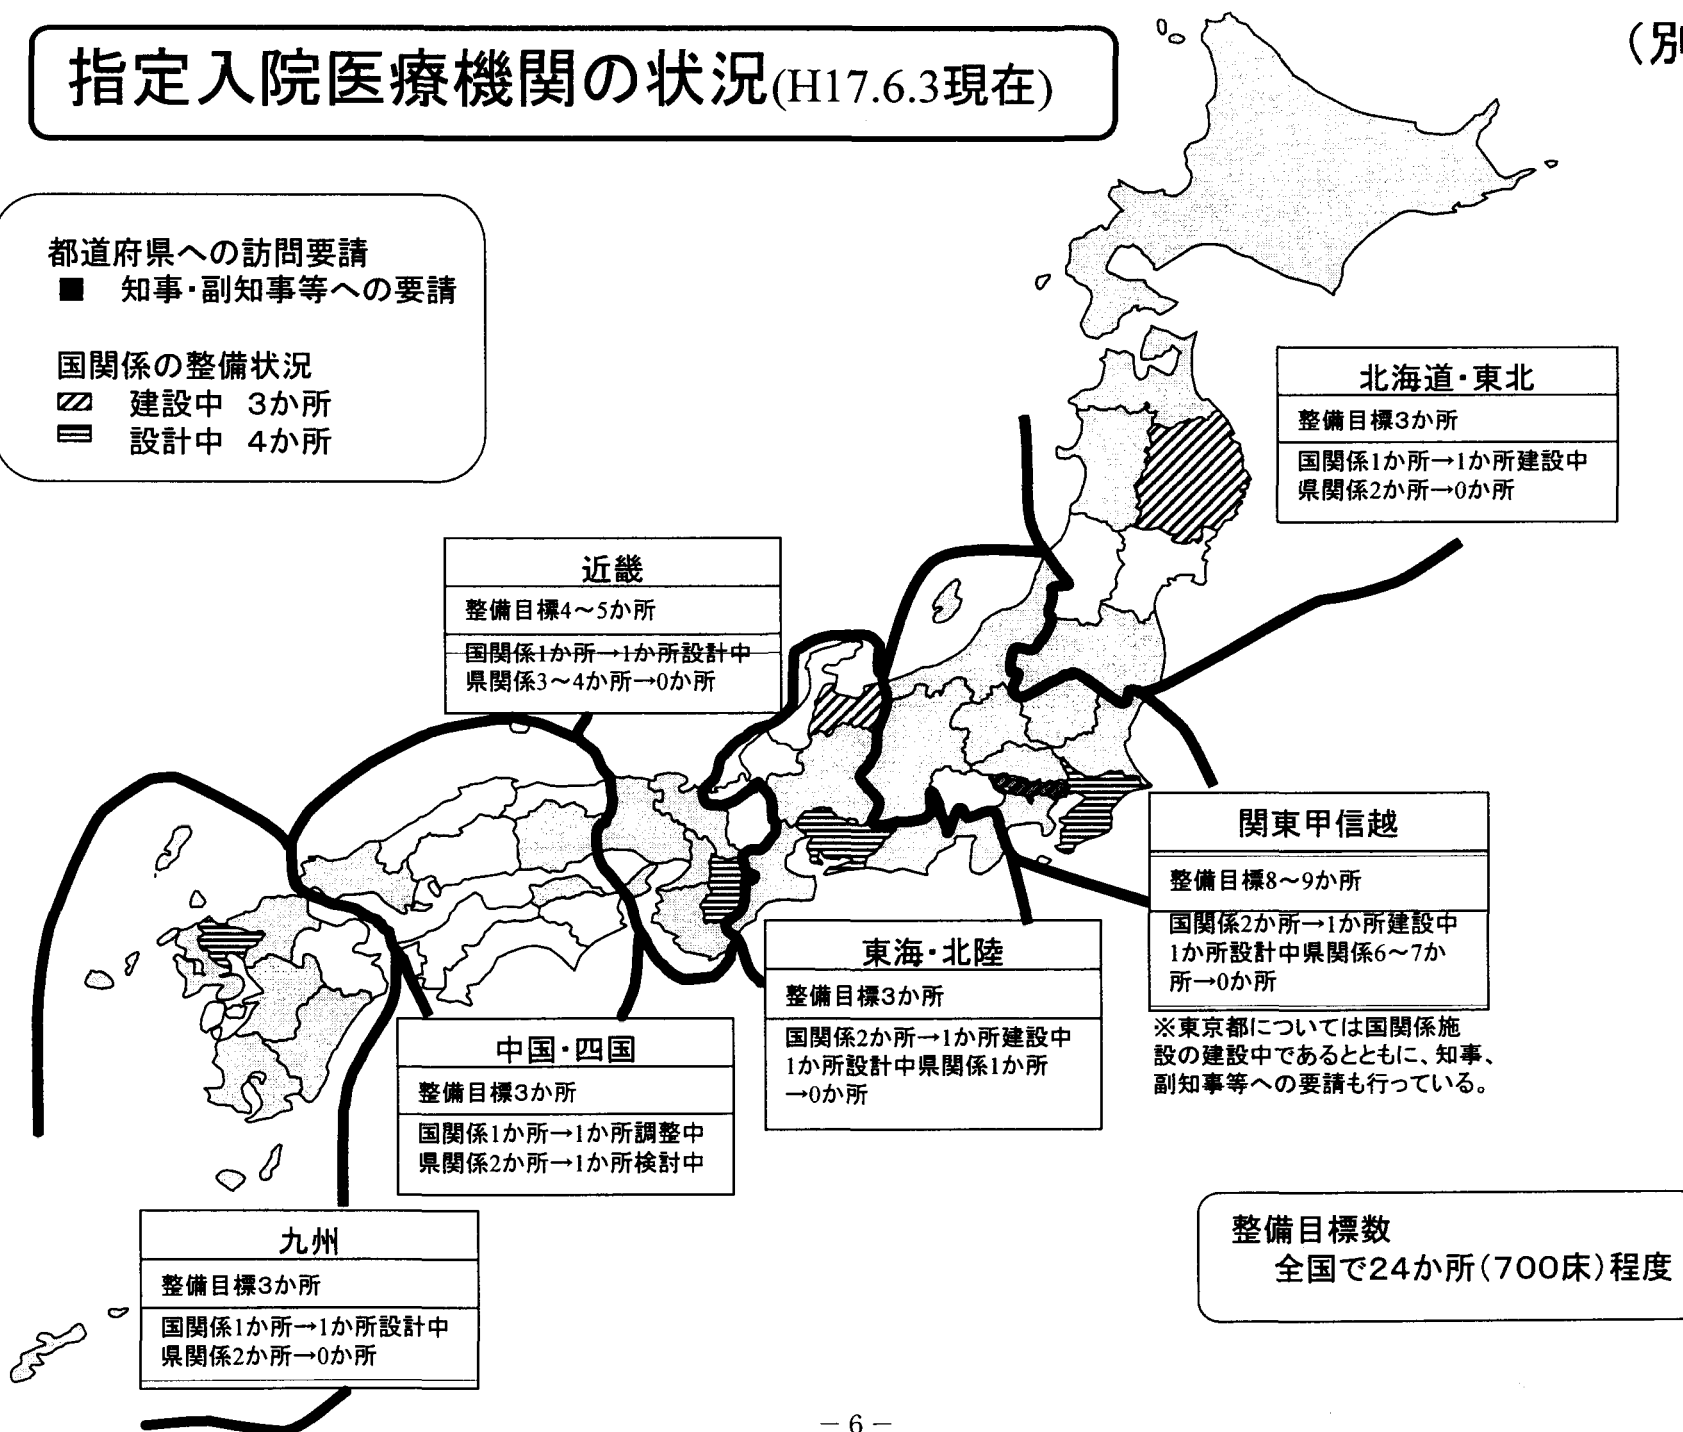 (別
指定入院医療機関の状況(H17.6.3現在)
都道府県への訪問要請
■ 知事・副知事等への要請
国関係の整備状況
建設中 3か所
設計中 4か所
北海道・東北
整備目標3か所
国関係1か所→1か所建設中
県関係2か所→0か所
近畿
整備目標4～5か所
国関係1か所→1か所設計中
県関係3～4か所→0か所
関東甲信越
整備目標8～9か所
国関係2か所→1か所建設中
1か所設計中県関係6～7か
所→0か所
※東京都については国関係施
設の建設中であるとともに、知事、
副知事等への要請も行っている。
東海・北陸
整備目標3か所
国関係2か所→1か所建設中
1か所設計中県関係1か所
→0か所
中国・四国
整備目標3か所
国関係1か所→1か所調整中
県関係2か所→1か所検討中
九州
整備目標3か所
国関係1か所→1か所設計中
県関係2か所→0か所
整備目標数
全国で24か所(700床)程度
－6－